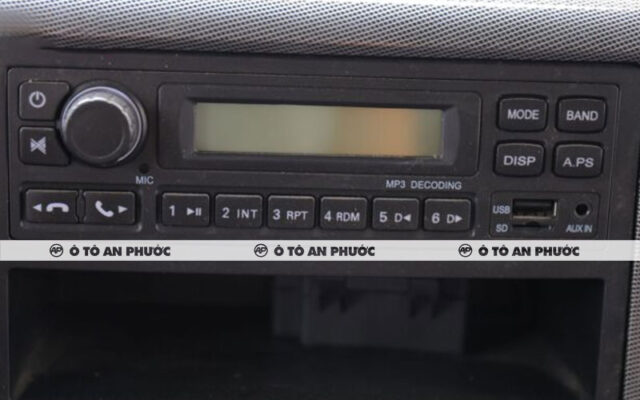 MODE BAND
DISP A.PS
MIC
MP3 DECODING
1 2 INT 3 RPT 4 RDM 5 D 6 D
USB
SD
AUX IN
Ô TÔ AN PHƯỚC Ô TÔ AN PHƯỚC Ô TÔ AN PHƯỚC